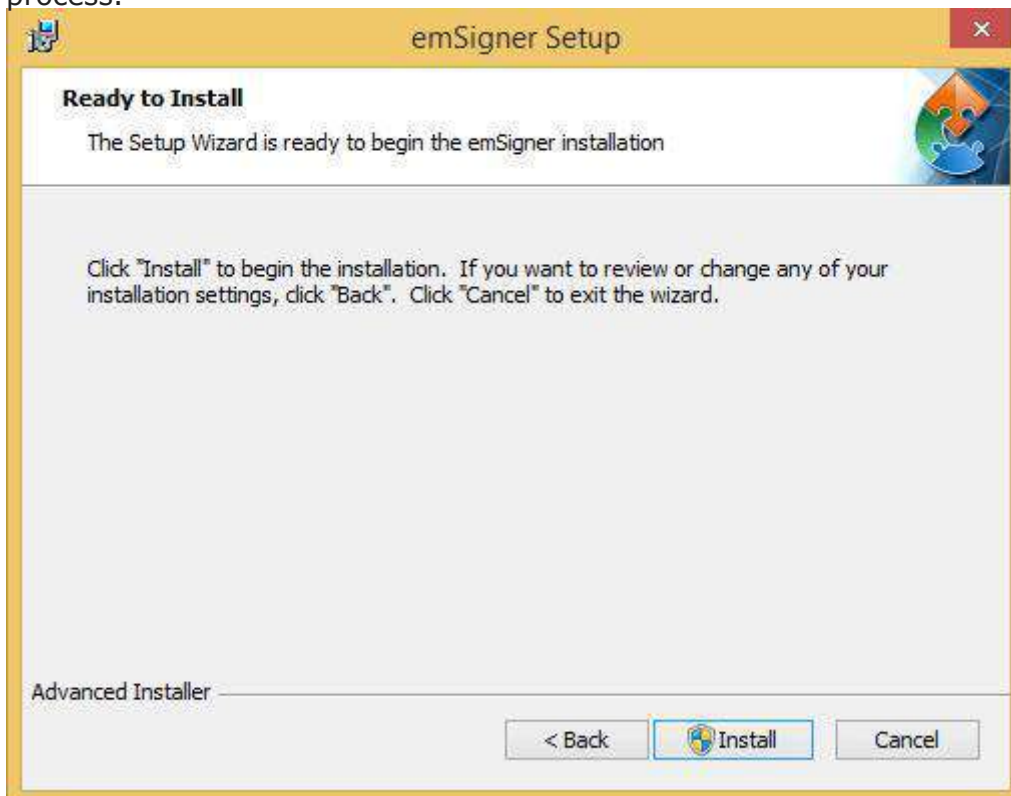 process.
emSigner Setup
Ready to Install
The Setup Wizard is ready to begin the emSigner installation
Click "Install" to begin the installation. If you want to review or change any of your
installation settings, click "Back". Click "Cancel" to exit the wizard.
Advanced Installer
< Back Install Cancel